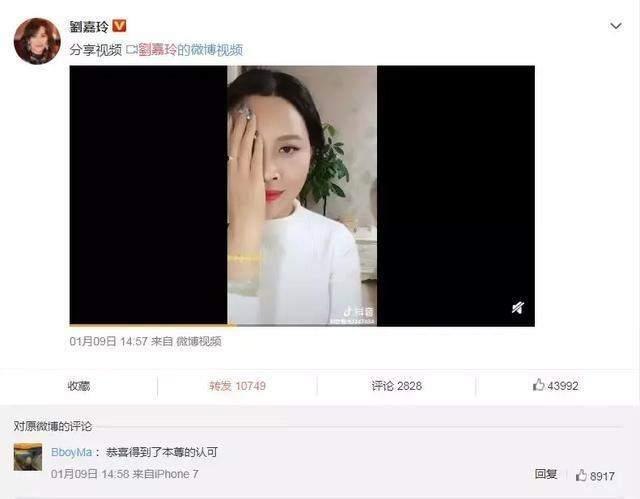 劉嘉玲
分享视频 劉嘉玲的微博视频
抖音
01月09日 14:57 来自 微博视频
收藏
转发 10749
评论 2828
43992
对原微博的评论
BboyMa：恭喜得到了本尊的认可
01月09日 14:58 来自iPhone 7
回复
8917